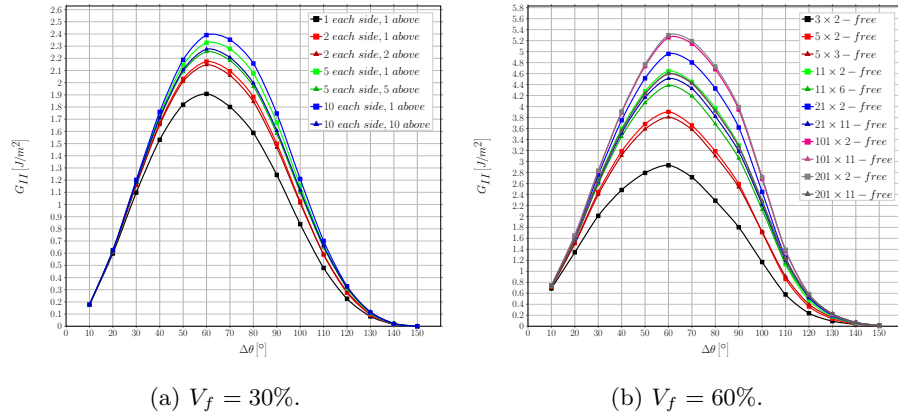 2.6
2.5
2.4
2.3
2.2
2.1
2
1.9
1.8
1.7
1.6
1.5
1.4
1.3
1.2
1.1
1
0.9
0.8
0.7
0.6
0.5
0.4
0.3
0.2
0.1
0
G_{II} [J/m²]
0 10 20 30 40 50 60 70 80 90 100 110 120 130 140 150
Δθ [°]
1 each side, 1 above
2 each side, 1 above
2 each side, 2 above
5 each side, 1 above
5 each side, 5 above
10 each side, 1 above
10 each side, 10 above
(a) V_f = 30%.
5.8
5.6
5.4
5.2
5
4.8
4.6
4.4
4.2
4
3.8
3.6
3.4
3.2
3
2.8
2.6
2.4
2.2
2
1.8
1.6
1.4
1.2
1
0.8
0.6
0.4
0.2
0
G_{II} [J/m²]
0 10 20 30 40 50 60 70 80 90 100 110 120 130 140 150
Δθ [°]
3 × 2 − free
5 × 2 − free
5 × 3 − free
11 × 2 − free
11 × 6 − free
21 × 2 − free
21 × 11 − free
101 × 2 − free
101 × 11 − free
201 × 2 − free
201 × 11 − free
(b) V_f = 60%.